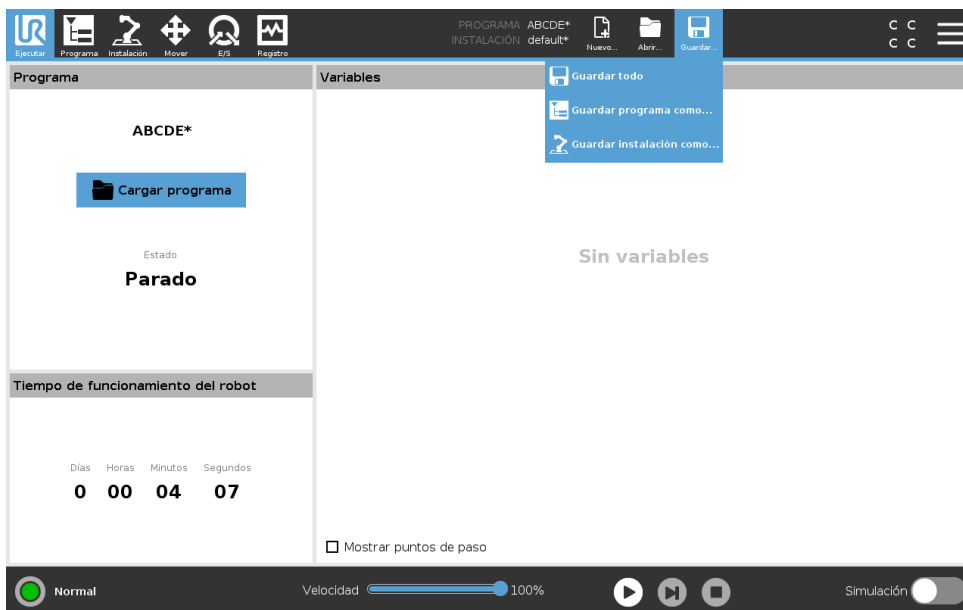 UR
Ejecutar
Programa
Instalación
Mover
E/S
Registro
PROGRAMA ABCDE*
INSTALACIÓN default*
Nuevo...
Abrir...
Guardar...
C C
C C
Guardar todo
Guardar programa como...
Guardar instalación como...
Programa
ABCDE*
Cargar programa
Estado
Parado
Variables
Sin variables
Mostrar puntos de paso
Tiempo de funcionamiento del robot
Días Horas Minutos Segundos
0 00 04 07
Normal
Velocidad 100%
Simulación